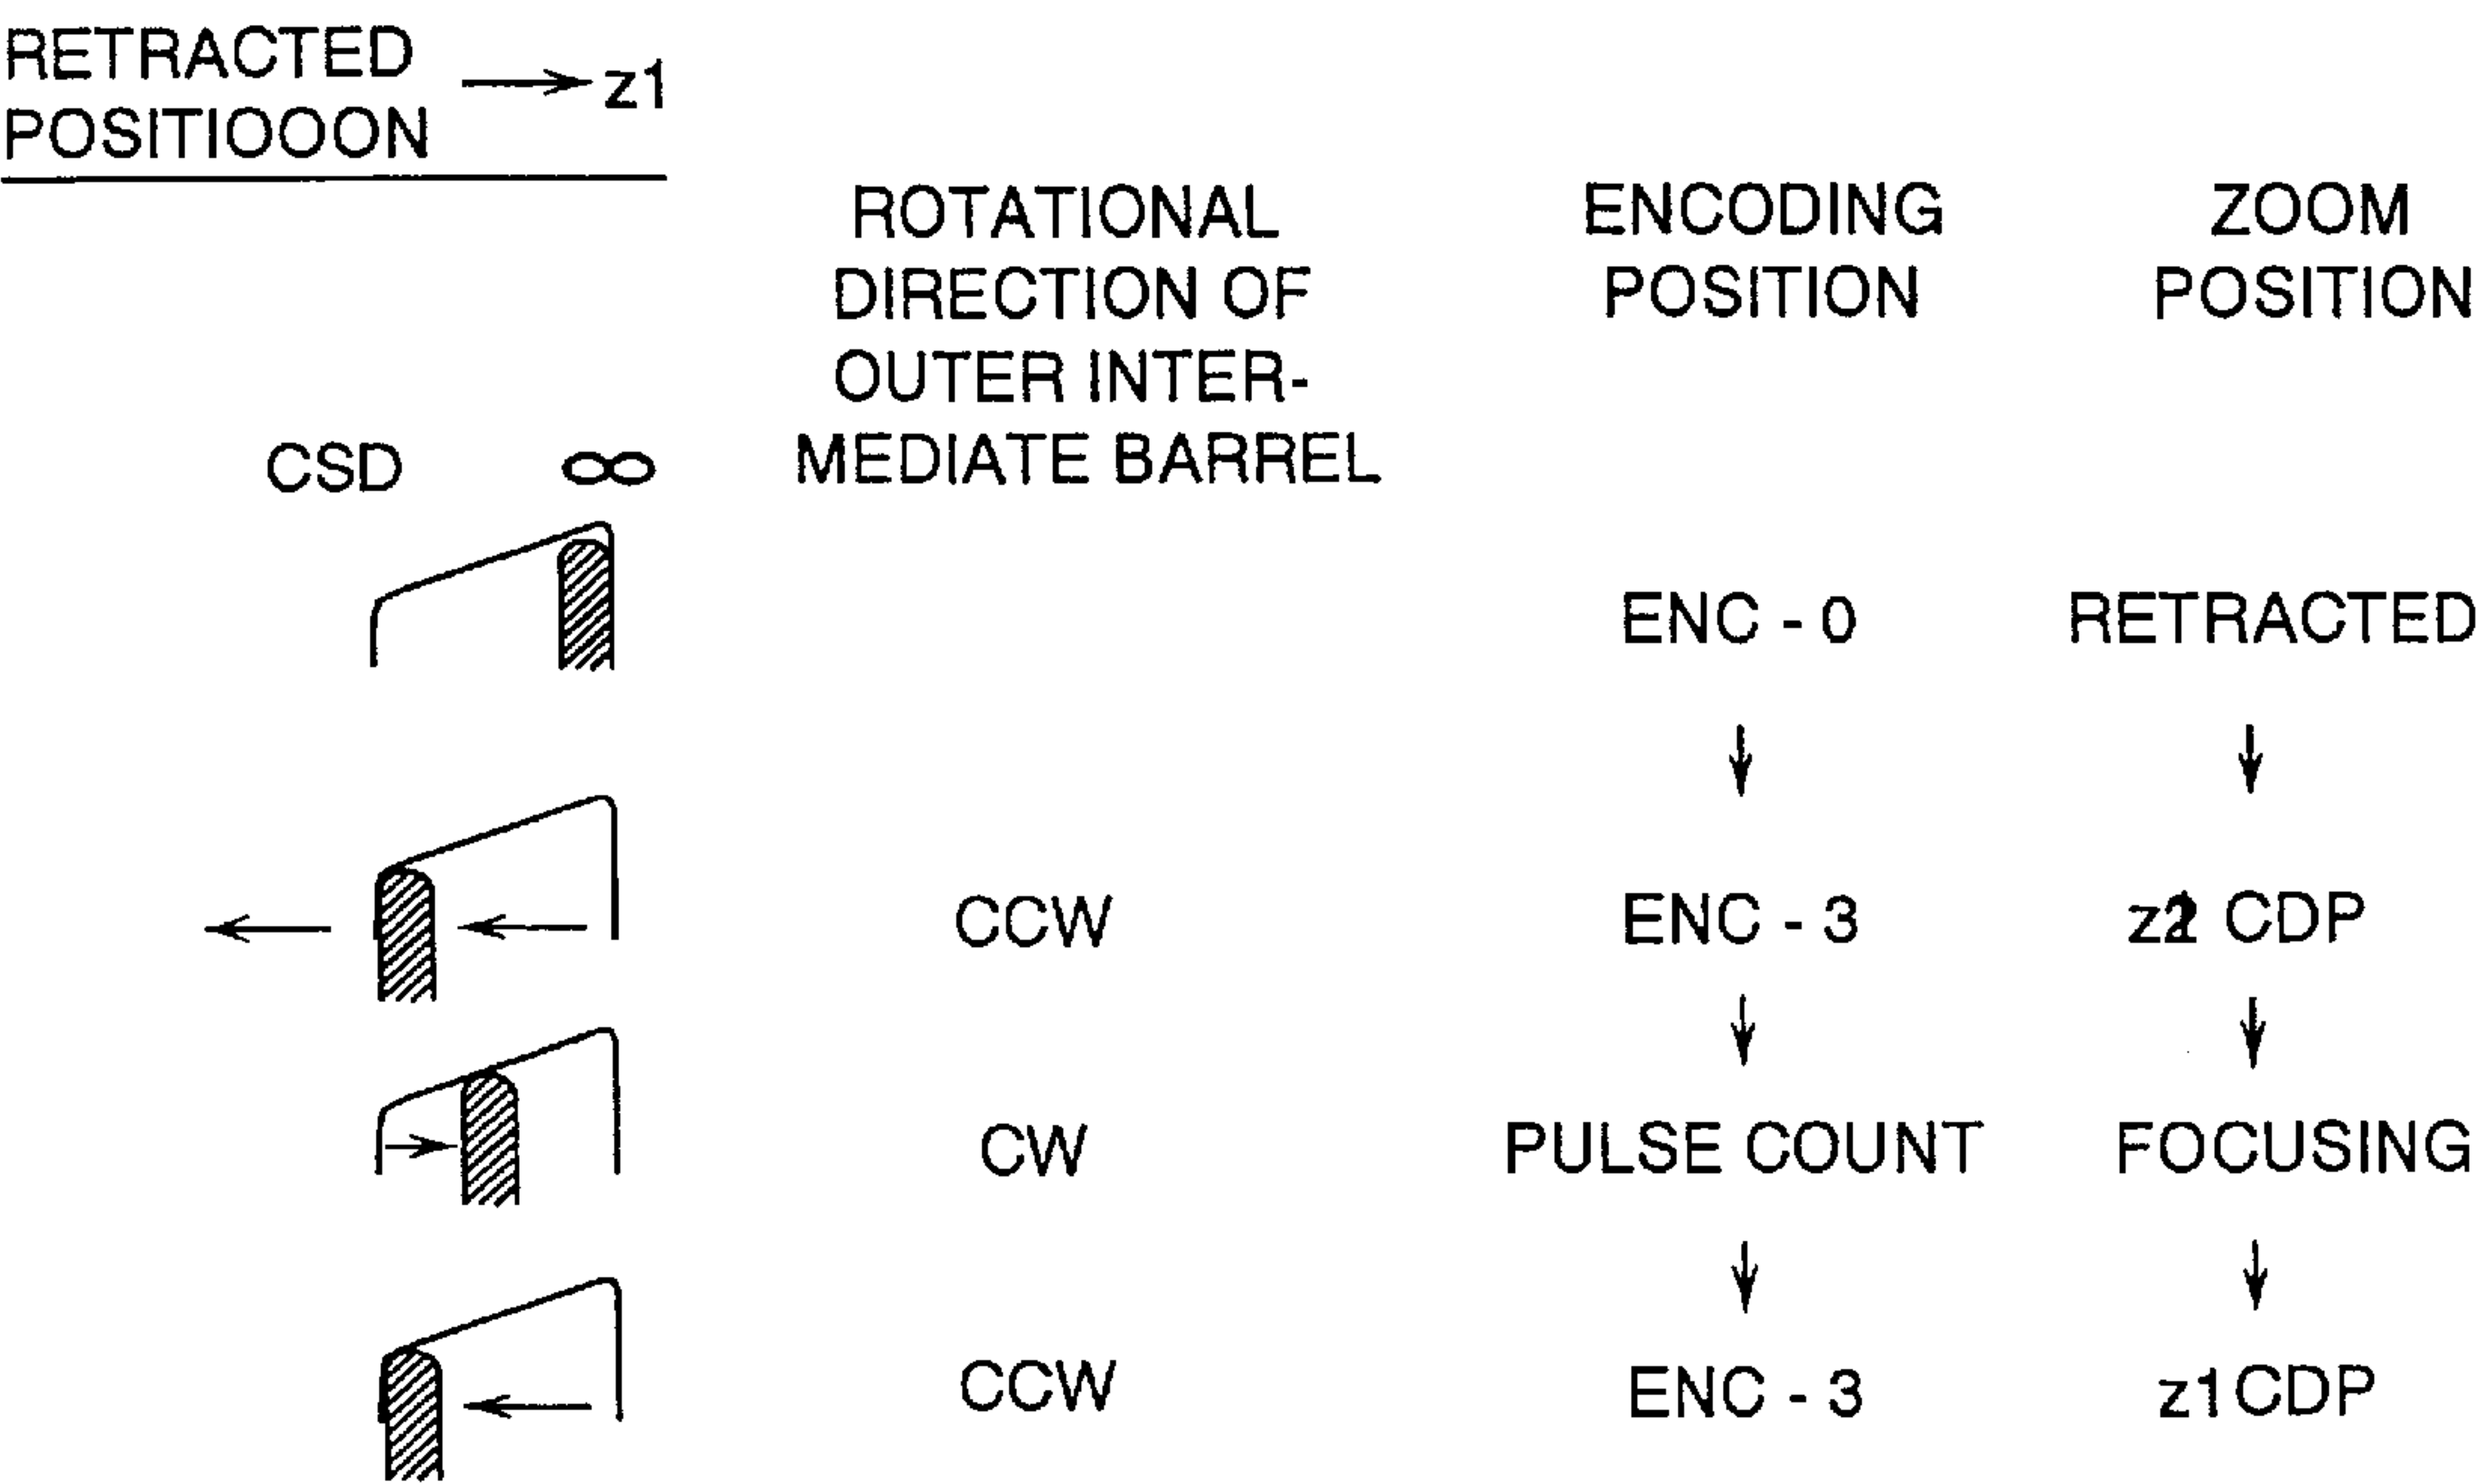 RETRACTED
POSITIOOON
z1
ROTATIONAL
DIRECTION OF
OUTER INTER-
MEDIATE BARREL
ENCODING
POSITION
ZOOM
POSITION
CSD
∞
ENC - 0
RETRACTED
CCW
ENC - 3
CDP
CW
PULSE COUNT
FOCUSING
CCW
ENC - 3
z1CDP